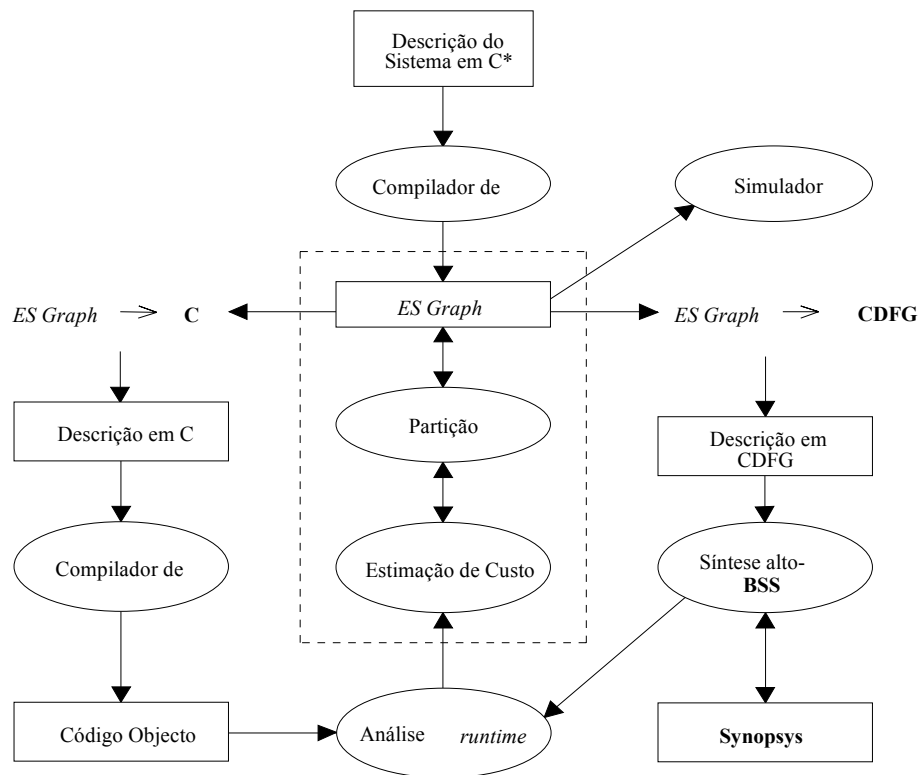 Descrição do
Sistema em C*
Compilador de
Simulador
ES Graph
ES Graph
C
ES Graph
CDFG
Descrição em C
Partição
Descrição em
CDFG
Compilador de
Estimação de Custo
Síntese alto-
BSS
Código Objecto
Análise runtime
Synopsys